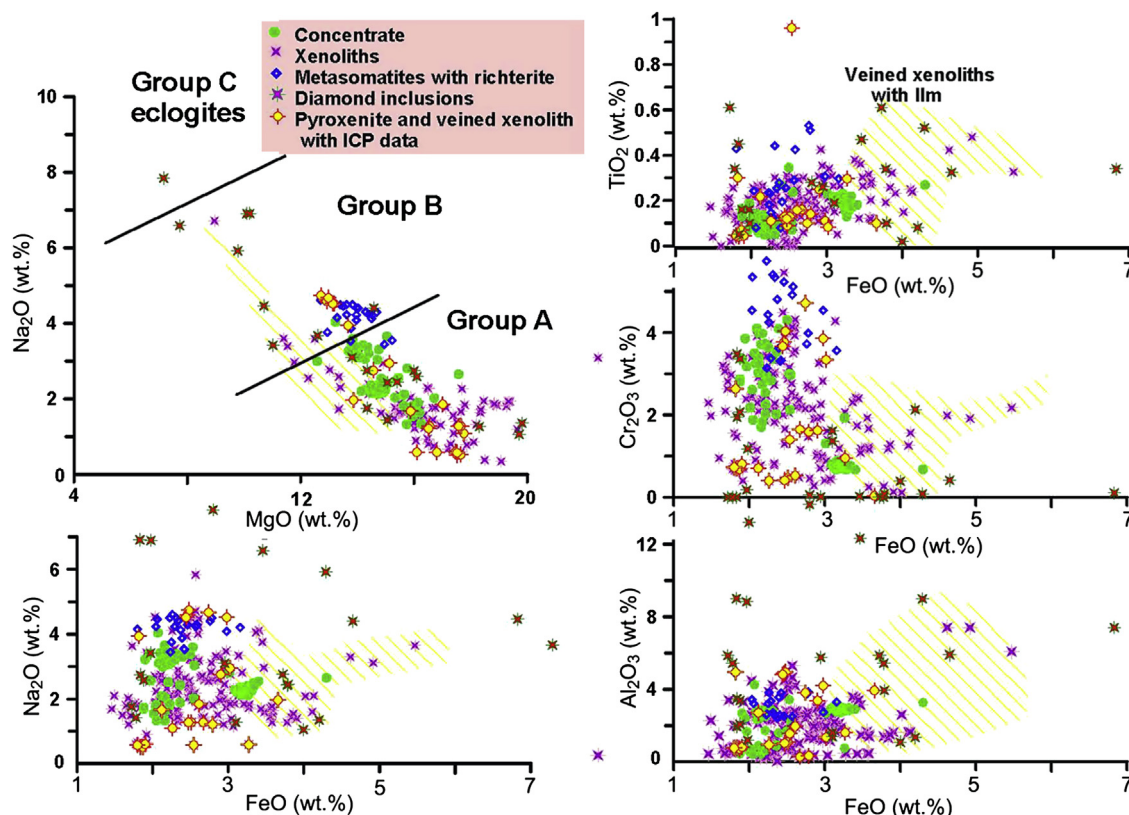 Concentrate
Xenoliths
Metasomatites with richterite
Diamond inclusions
Pyroxenite and veined xenolith
with ICP data
Group C
eclogites
Group B
Group A
10
8
6
4
2
0
Na2O (wt.%)
4
12
20
MgO (wt.%)
Veined xenoliths
with Ilm
1
0.8
0.6
0.4
0.2
0
TiO2 (wt.%)
1
3
5
7
FeO (wt.%)
4
2
0
Cr2O3 (wt.%)
1
3
5
7
FeO (wt.%)
6
4
2
0
Na2O (wt.%)
1
3
5
7
FeO (wt.%)
12
8
4
0
Al2O3 (wt.%)
1
3
5
7
FeO (wt.%)